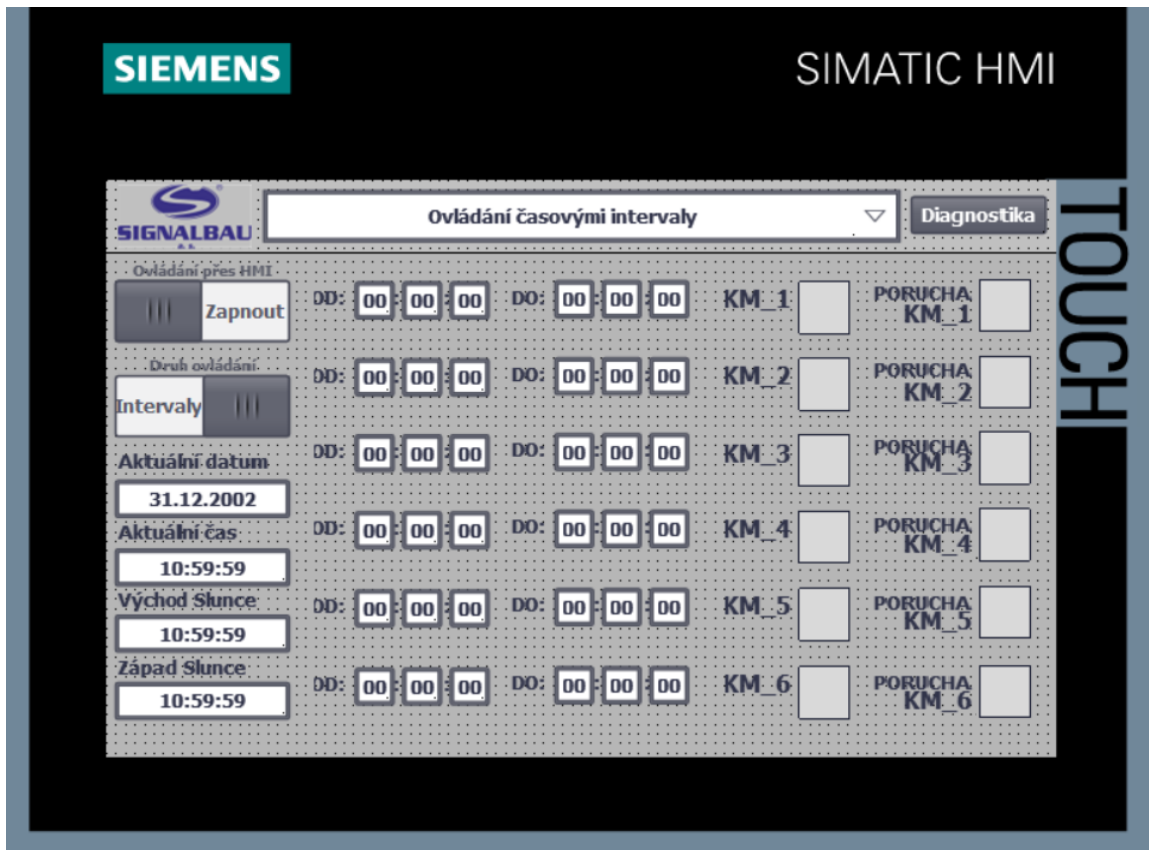 SIEMENS
SIMATIC HMI
TOUCH
SIGNALBAU
a.s.
Ovládání časovými intervaly
Diagnostika
Ovládání přes HMI
Zapnout
Druh ovládání
Intervaly
Aktuální datum
31.12.2002
Aktuální čas
10:59:59
Východ Slunce
10:59:59
Západ Slunce
10:59:59
OD: 00:00:00 DO: 00:00:00 KM_1 PORUCHA
KM_1
OD: 00:00:00 DO: 00:00:00 KM_2 PORUCHA
KM_2
OD: 00:00:00 DO: 00:00:00 KM_3 PORUCHA
KM_3
OD: 00:00:00 DO: 00:00:00 KM_4 PORUCHA
KM_4
OD: 00:00:00 DO: 00:00:00 KM_5 PORUCHA
KM_5
OD: 00:00:00 DO: 00:00:00 KM_6 PORUCHA
KM_6